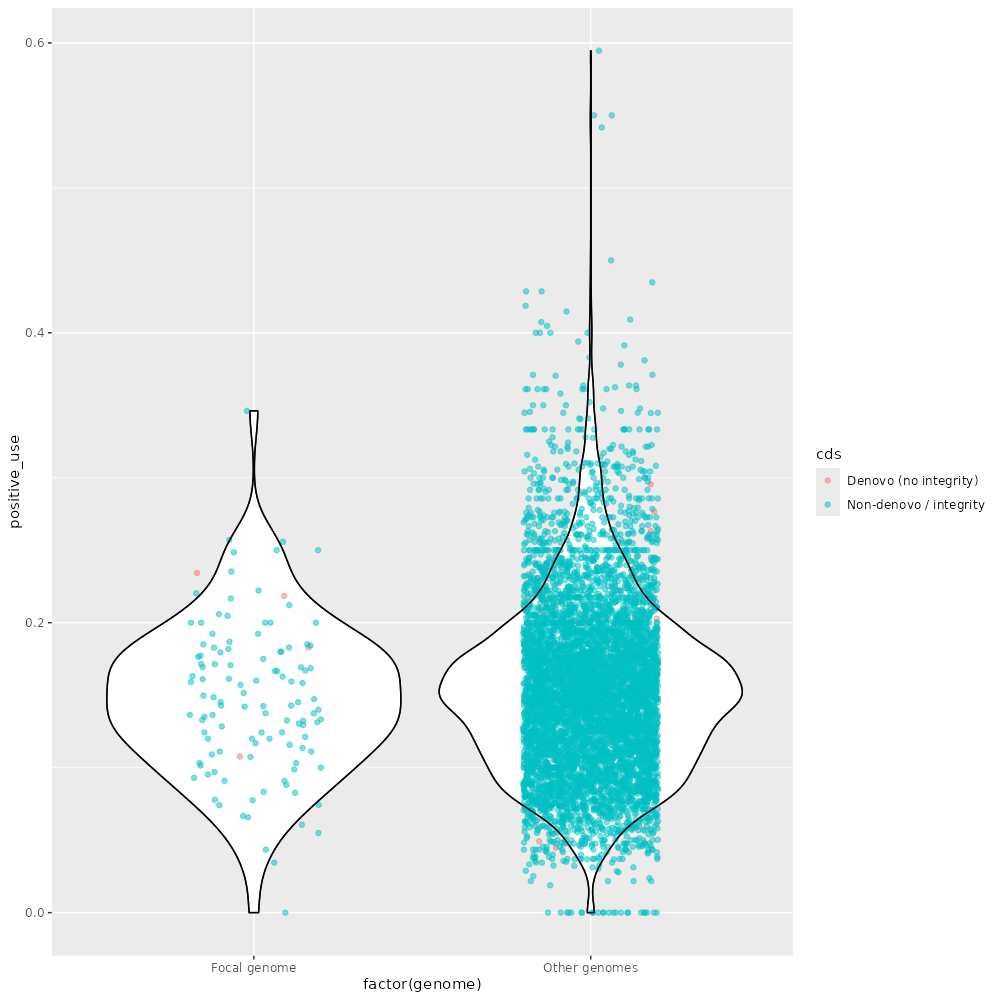 0.6
0.4
0.2
0.0
positive_use
Focal genome
Other genomes
factor(genome)
cds
Denovo (no integrity)
Non-denovo / integrity